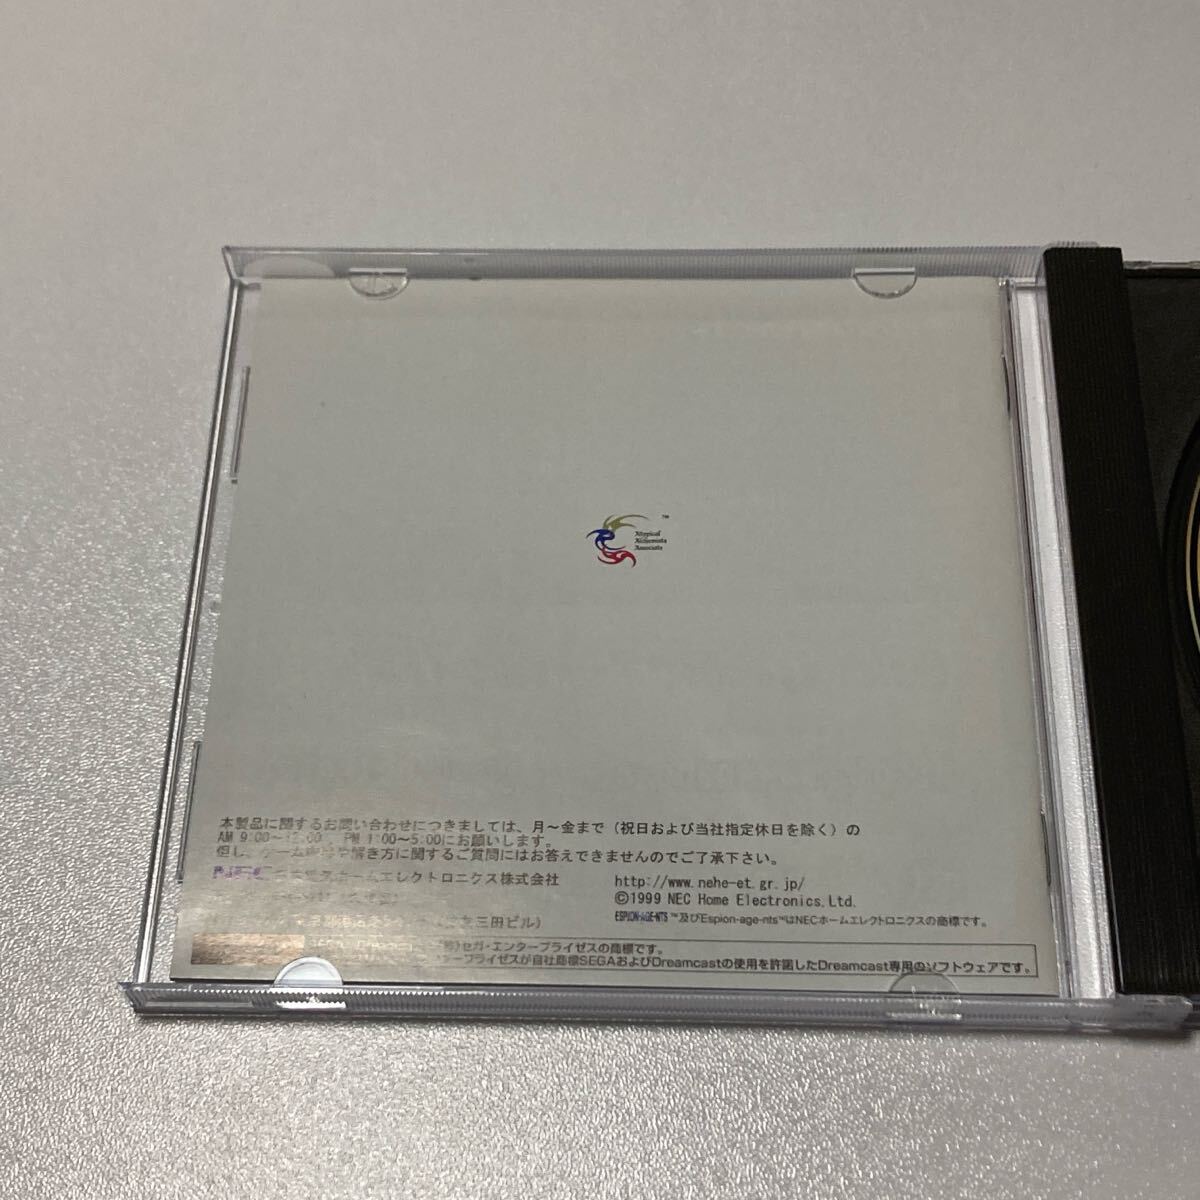 ™
Atypical
Alchemists
Associate
本製品に関するお問い合わせにつきましては、月〜金まで（祝日および当社指定休日を除く）の
AM 9:00〜12:00 PM 1:00〜5:00にお願いします。
但し、ゲーム内容や解き方に関するご質問にはお答えできませんのでご了承下さい。
NEC ホームエレクトロニクス株式会社
三田ビル）
http://www.nehe-et.gr.jp/
©1999 NEC Home Electronics,Ltd.
ESPION-AGE-NTS ™及びEspion-age-nts™はNECホームエレクトロニクスの商標です。
セガ・エンタープライゼスの商標です。
ープライゼスが自社商標SEGAおよびDreamcastの使用を許諾したDreamcast専用のソフトウェアです。